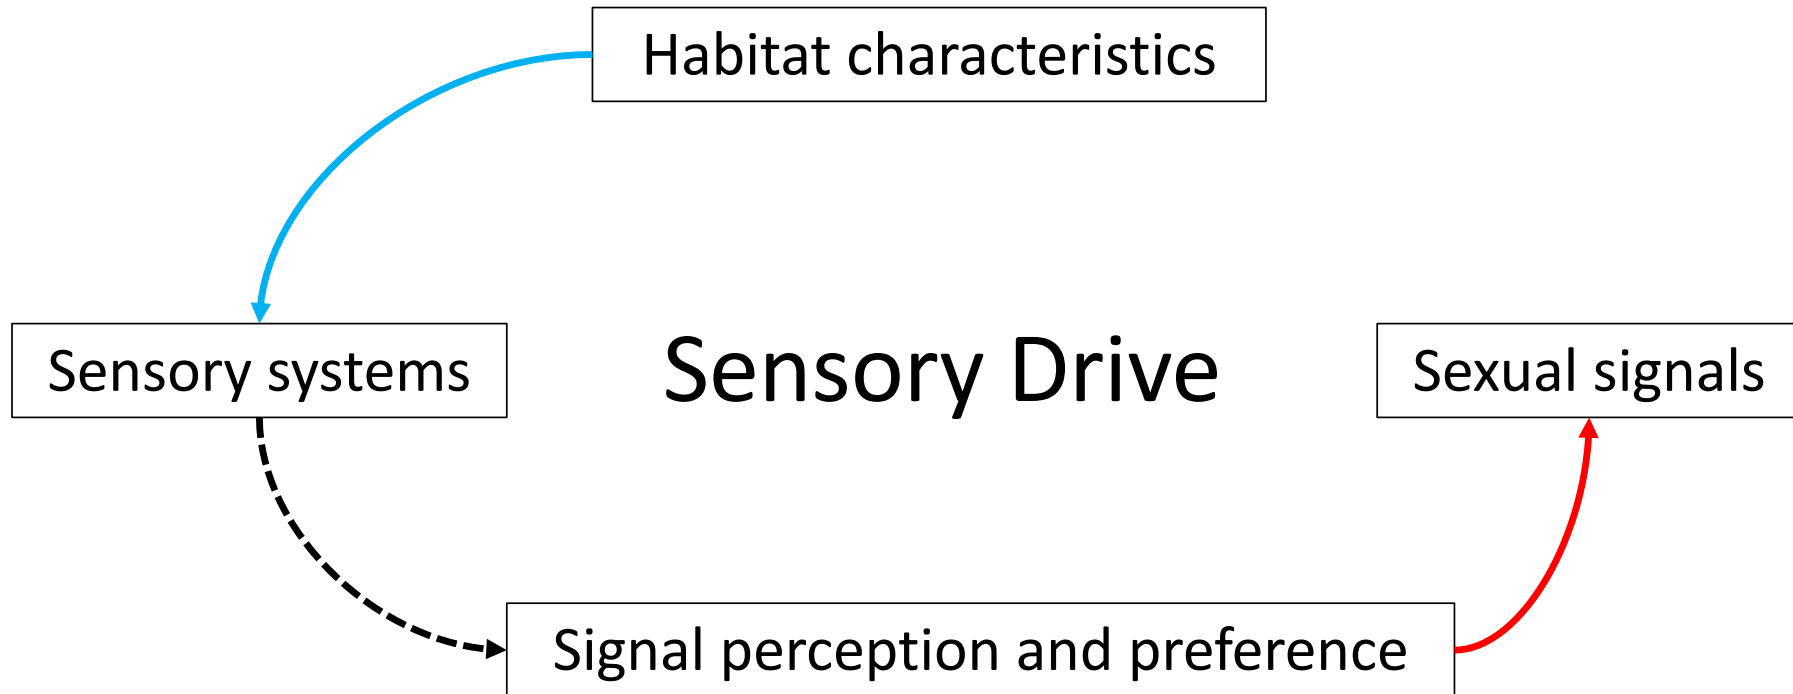 Habitat characteristics
Sensory systems
Sensory Drive
Sexual signals
Signal perception and preference